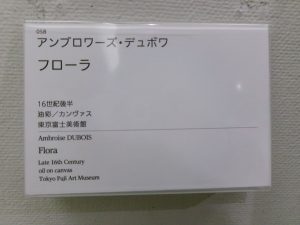 058
アンブロワーズ・デュボワ
フローラ
16世紀後半
油彩／カンヴァス
東京富士美術館
Ambroise DUBOIS
Flora
Late 16th Century
oil on canvas
Tokyo Fuji Art Museum